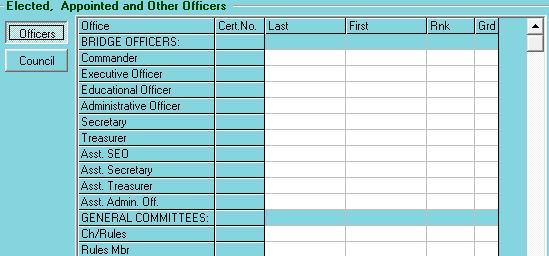 Elected, Appointed and Other Officers
Officers
Council
Office Cert.No. Last First Rnk Grd
BRIDGE OFFICERS:
Commander
Executive Officer
Educational Officer
Administrative Officer
Secretary
Treasurer
Asst. SEO
Asst. Secretary
Asst. Treasurer
Asst. Admin. Off.
GENERAL COMMITTEES:
Ch/Rules
Rules Mbr